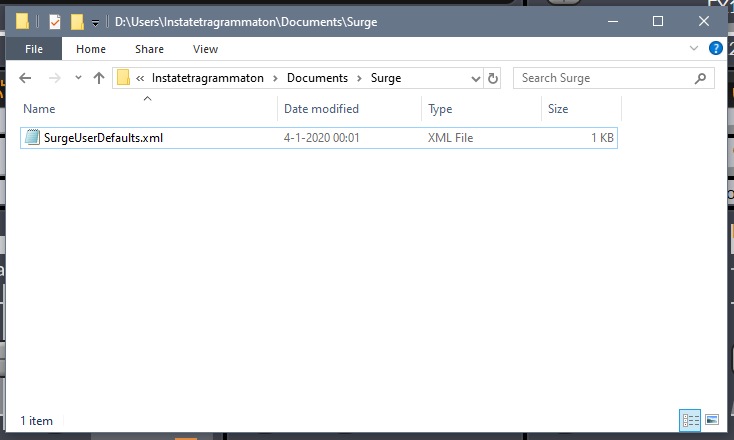 D:\Users\Instatetragrammaton\Documents\Surge
File Home Share View
« Instatetragrammaton > Documents > Surge Search Surge
Name Date modified Type Size
SurgeUserDefaults.xml 4-1-2020 00:01 XML File 1 KB
1 item